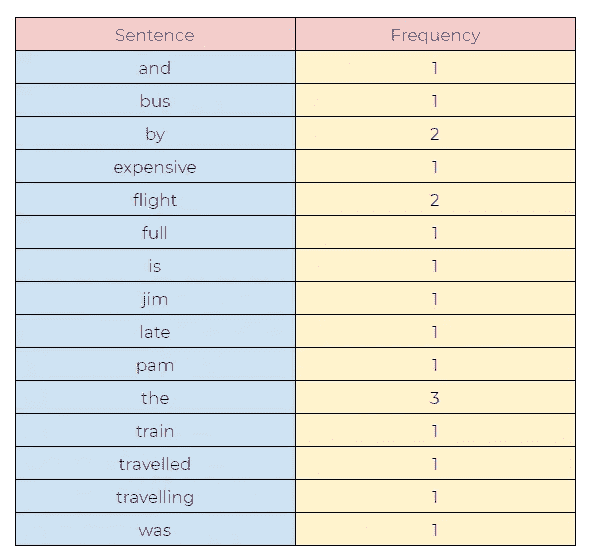 Sentence Frequency
and 1
bus 1
by 2
expensive 1
flight 2
full 1
is 1
jim 1
late 1
pam 1
the 3
train 1
travelled 1
travelling 1
was 1